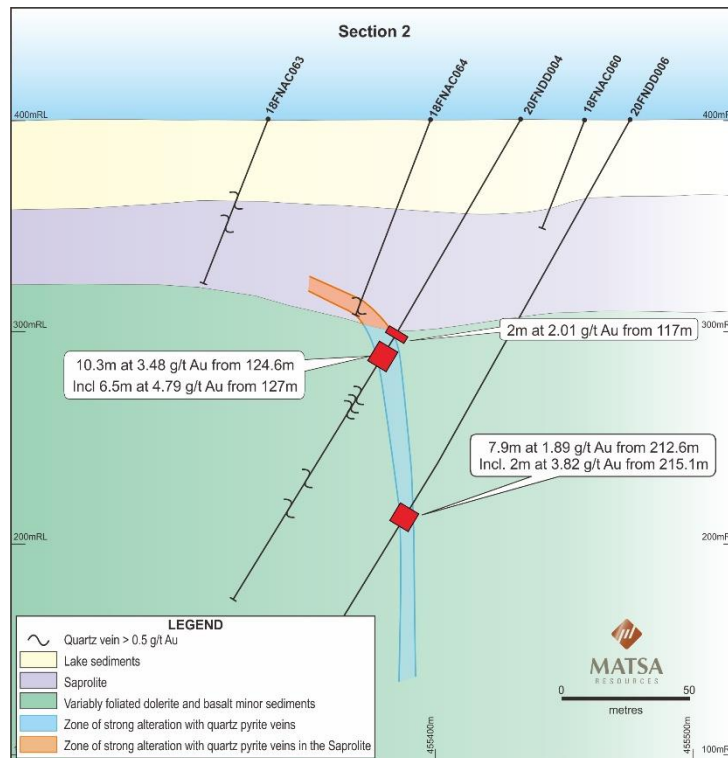 Section 2
18FNAC063
18FNAC064
20FNDD004
18FNAC060
20FNDD006
400mRL
400mRL
300mRL
300mRL
2m at 2.01 g/t Au from 117m
10.3m at 3.48 g/t Au from 124.6m
Incl 6.5m at 4.79 g/t Au from 127m
7.9m at 1.89 g/t Au from 212.6m
Incl. 2m at 3.82 g/t Au from 215.1m
200mRL
200mR
LEGEND
Quartz vein > 0.5 g/t Au
Lake sediments
Saprolite
Variably foliated dolerite and basalt minor sediments
Zone of strong alteration with quartz pyrite veins
Zone of strong alteration with quartz pyrite veins in the Saprolite
MATSA
RESOURCES
0 50
metres
455400m
455500m
100mR